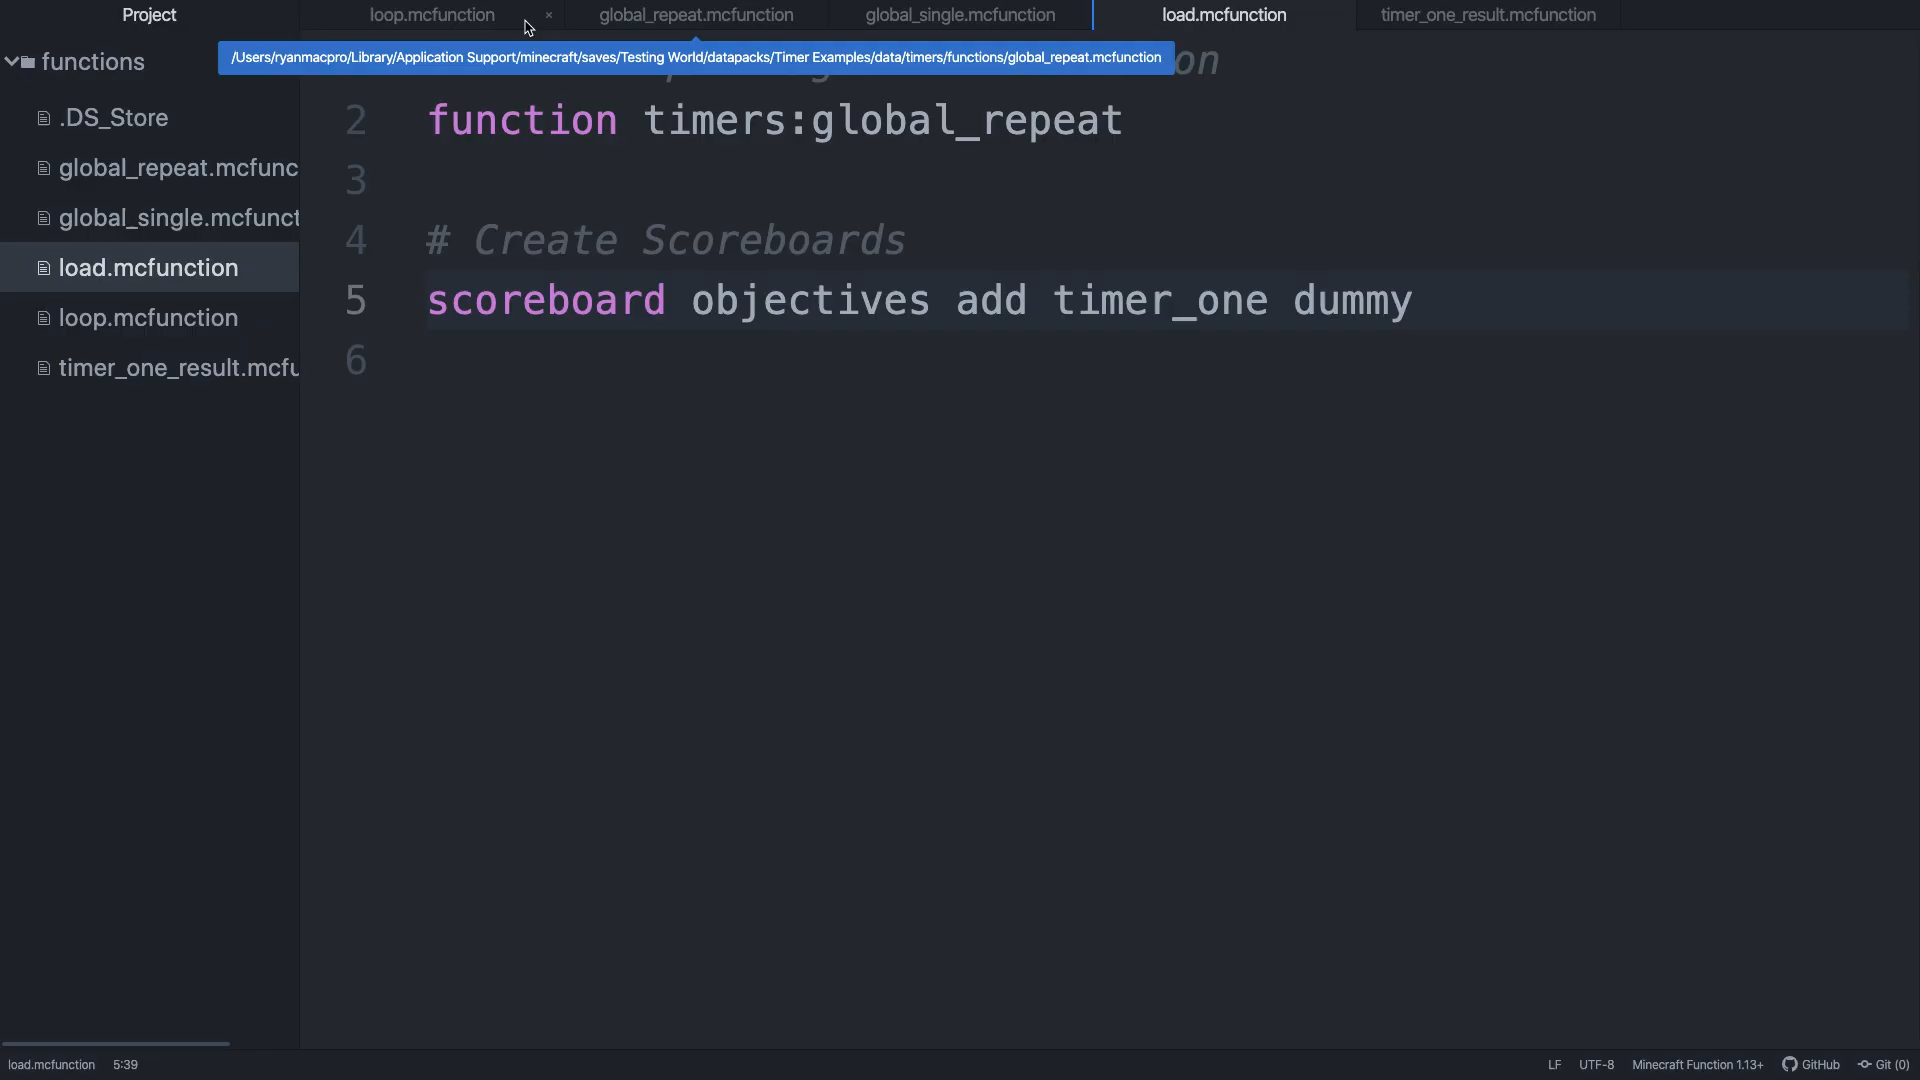 Project
loop.mcfunction ×
global_repeat.mcfunction
global_single.mcfunction
load.mcfunction
timer_one_result.mcfunction
functions
/Users/ryanmacpro/Library/Application Support/minecraft/saves/Testing World/datapacks/Timer Examples/data/timers/functions/global_repeat.mcfunction
.DS_Store
global_repeat.mcfunc
global_single.mcfunct
load.mcfunction
loop.mcfunction
timer_one_result.mcfu
2 function timers:global_repeat
3
4 # Create Scoreboards
5 scoreboard objectives add timer_one dummy
6
load.mcfunction 5:39
LF UTF-8 Minecraft Function 1.13+ GitHub Git (0)